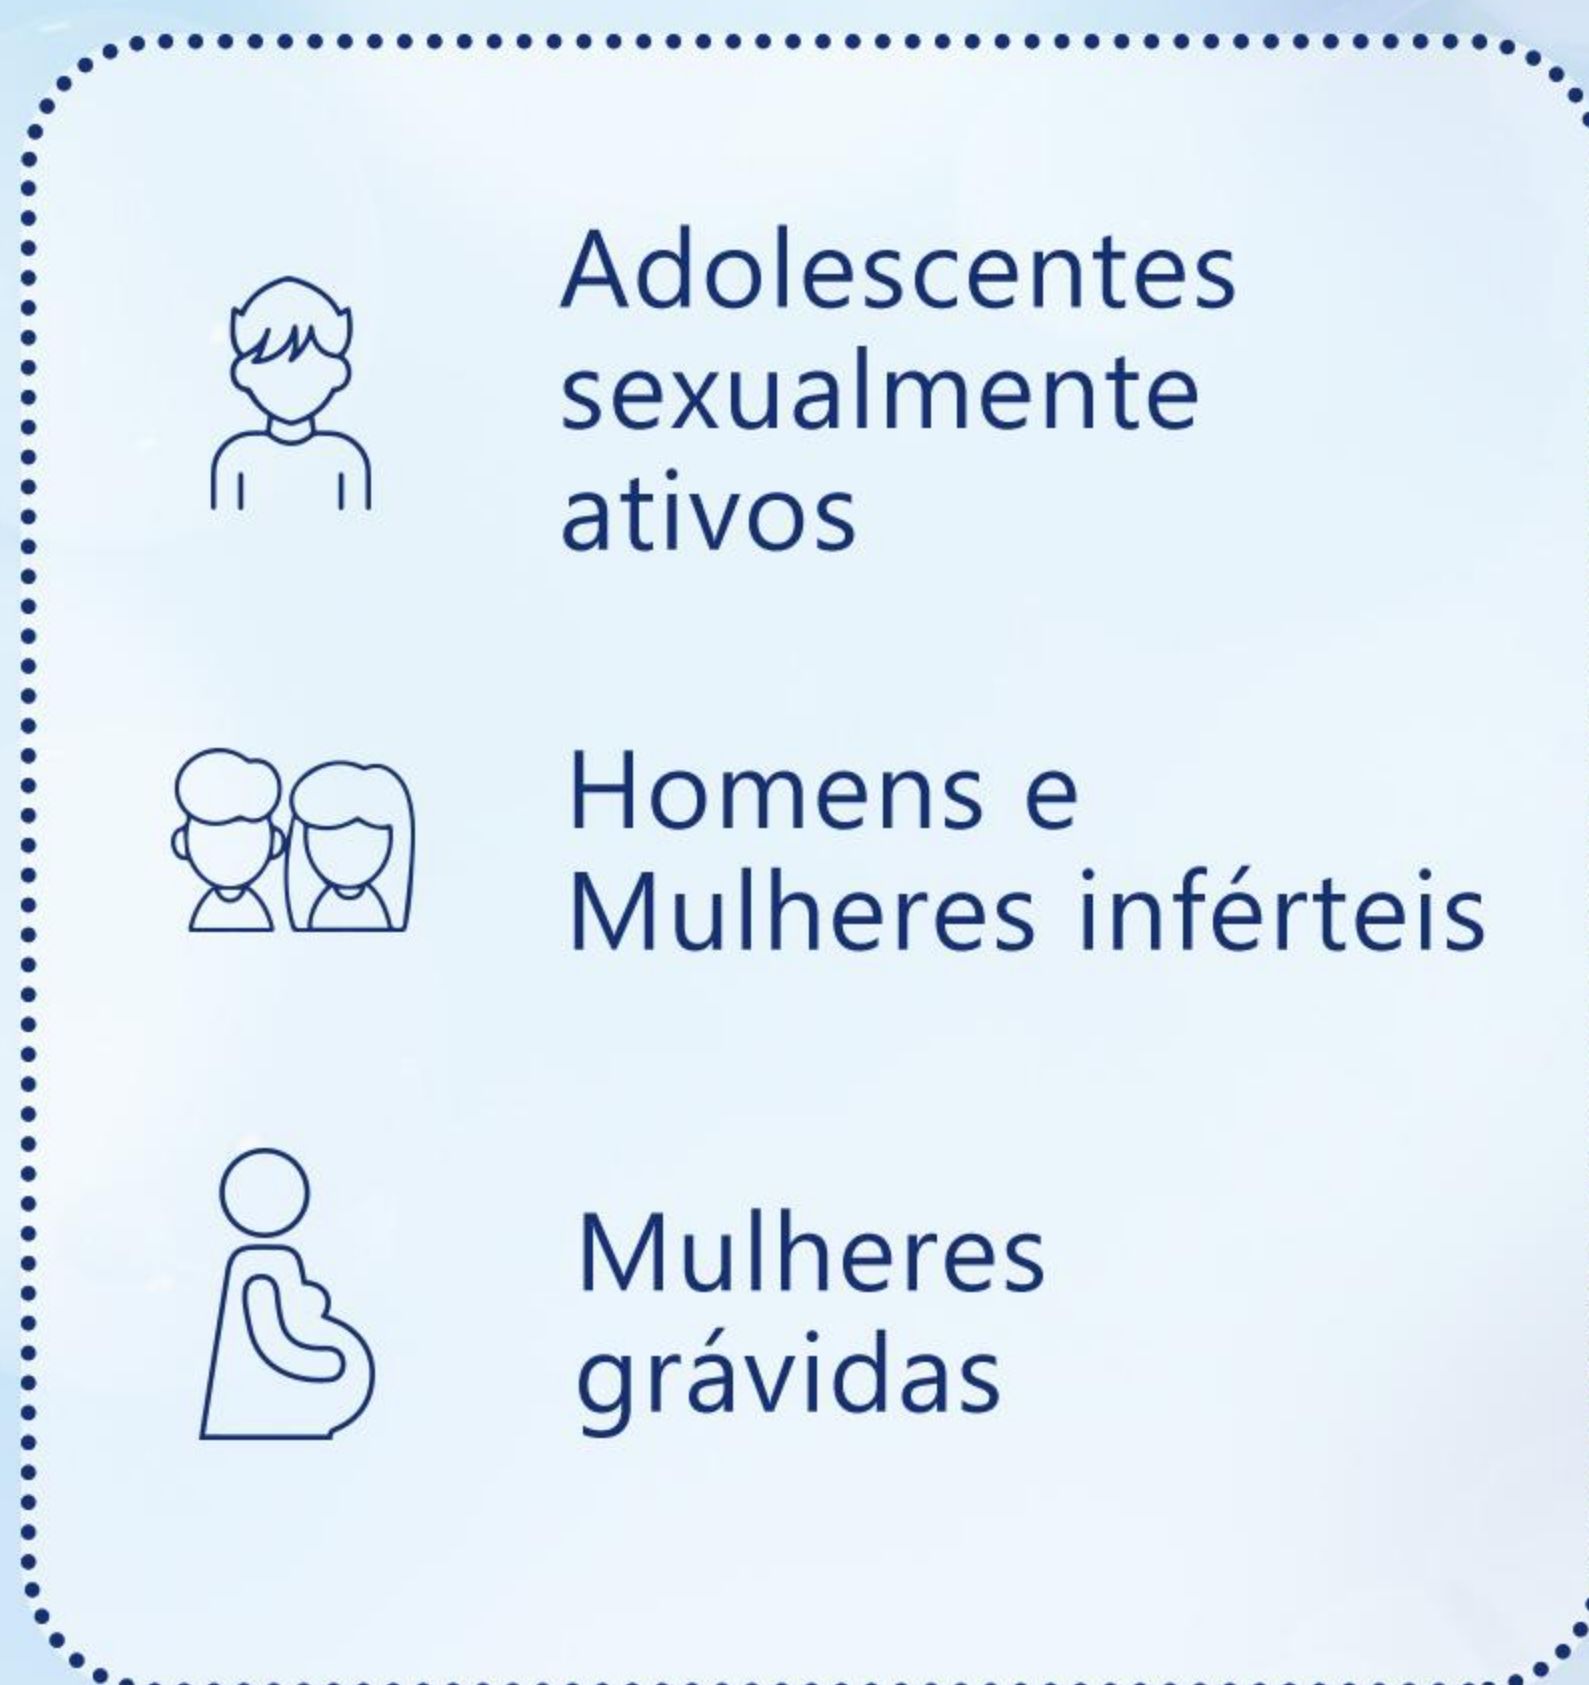 Adolescentes
sexualmente
ativos
Homens e
Mulheres inférteis
Mulheres
grávidas